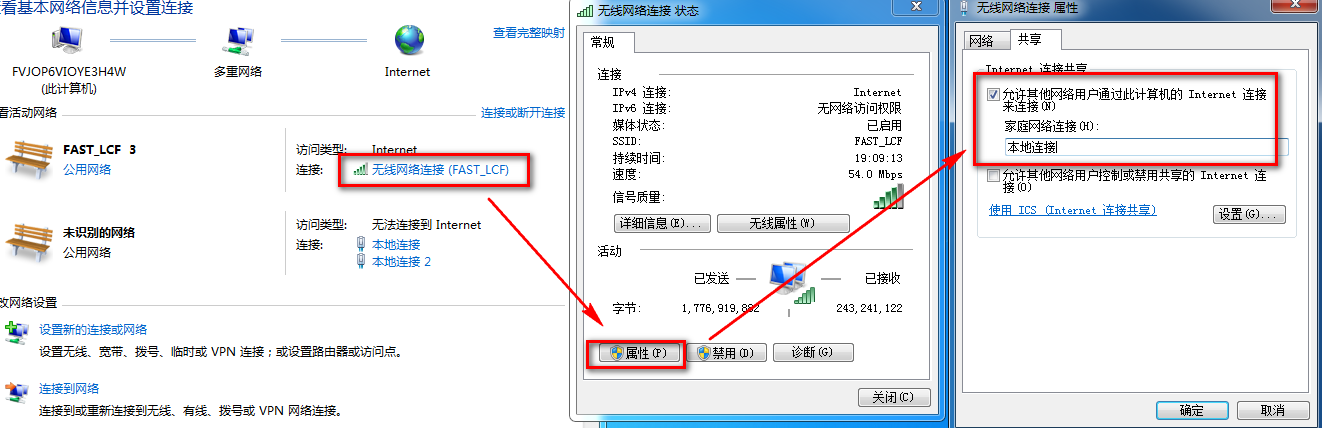 看基本网络信息并设置连接
查看完整映射
FVJOP6VIOYE3H4W
(此计算机)
多重网络
Internet
看活动网络
连接或断开连接
FAST_LCF 3
公用网络
访问类型: Internet
连接: 无线网络连接 (FAST_LCF)
未识别的网络
公用网络
访问类型: 无法连接到 Internet
连接: 本地连接
本地连接 2
改网络设置
设置新的连接或网络
设置无线、宽带、拨号、临时或 VPN 连接；或设置路由器或访问点。
连接到网络
连接到或重新连接到无线、有线、拨号或 VPN 网络连接。
无线网络连接 状态
常规
连接
IPv4 连接: Internet
IPv6 连接: 无网络访问权限
媒体状态: 已启用
SSID: FAST_LCF
持续时间: 19:09:13
速度: 54.0 Mbps
信号质量:
详细信息(E)... 无线属性(W)
活动
已发送 已接收
字节: 1,776,919,882 243,241,122
属性(P) 禁用(D) 诊断(G)
关闭(C)
无线网络连接 属性
网络 共享
Internet 连接共享
允许其他网络用户通过此计算机的 Internet 连接
来连接(N)
家庭网络连接(H):
本地连接
允许其他网络用户控制或禁用共享的 Internet 连
接(O)
使用 ICS (Internet 连接共享)
设置(G)...
确定 取消